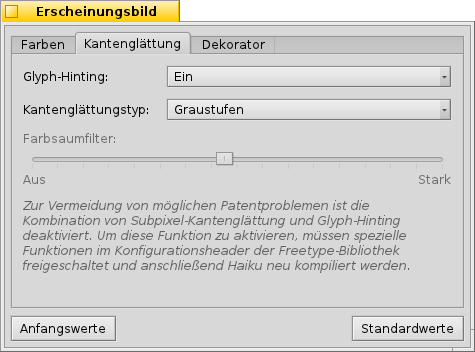 Erscheinungsbild
Farben Kantenglättung Dekorator
Glyph-Hinting: Ein
Kantenglättungstyp: Graustufen
Farbsaumfilter:
Aus Stark
Zur Vermeidung von möglichen Patentproblemen ist die
Kombination von Subpixel-Kantenglättung und Glyph-Hinting
deaktiviert. Um diese Funktion zu aktivieren, müssen spezielle
Funktionen im Konfigurationsheader der Freetype-Bibliothek
freigeschaltet und anschließend Haiku neu kompiliert werden.
Anfangswerte Standardwerte